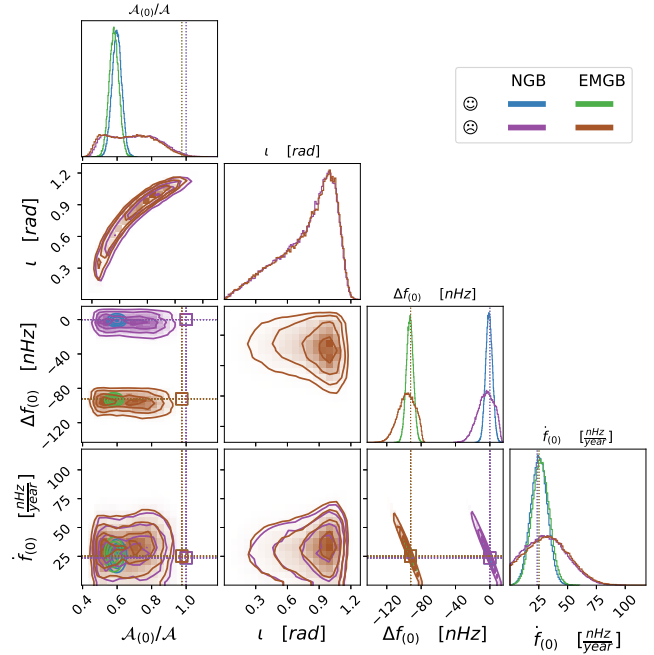 𝒜(0)/𝒜
NGB EMGB
☺
☹
ι [rad]
ι [rad]
1.2
0.9
0.6
0.3
Δf(0) [nHz]
Δf(0) [nHz]
0
−40
−80
−120
ḟ(0) [nHz/year]
ḟ(0) [nHz/year]
100
75
50
25
0.4 0.6 0.8 1.0
0.3 0.6 0.9 1.2
−120 −80 −40 0
25 50 75 100
𝒜(0)/𝒜
ι [rad]
Δf(0) [nHz]
ḟ(0) [nHz/year]